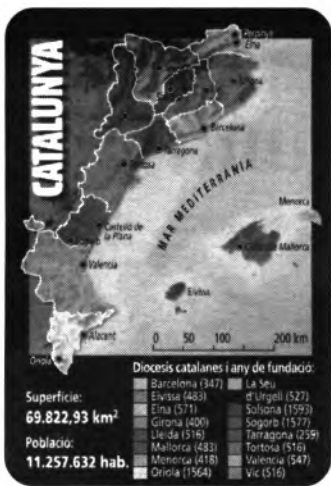 CATALUNYA
Perpinyà
Elna
Girona
Barcelona
Tarragona
Tortosa
MAR MEDITERRÀNIA
Menorca
Castelló de
la Plana
Ciutat de Mallorca
València
Eivissa
Alacant
Oriola
0 100 200 km
Diòcesis catalanes i any de fundació:
Barcelona (347)
Eivissa (483)
Elna (571)
Girona (400)
Lleida (516)
Mallorca (483)
Menorca (418)
Oriola (1564)
La Seu
d'Urgell (527)
Solsona (1593)
Sogorb (1577)
Tarragona (259)
Tortosa (516)
València (547)
Vic (516)
Superfície:
69.822,93 km²
Població:
11.257.632 hab.